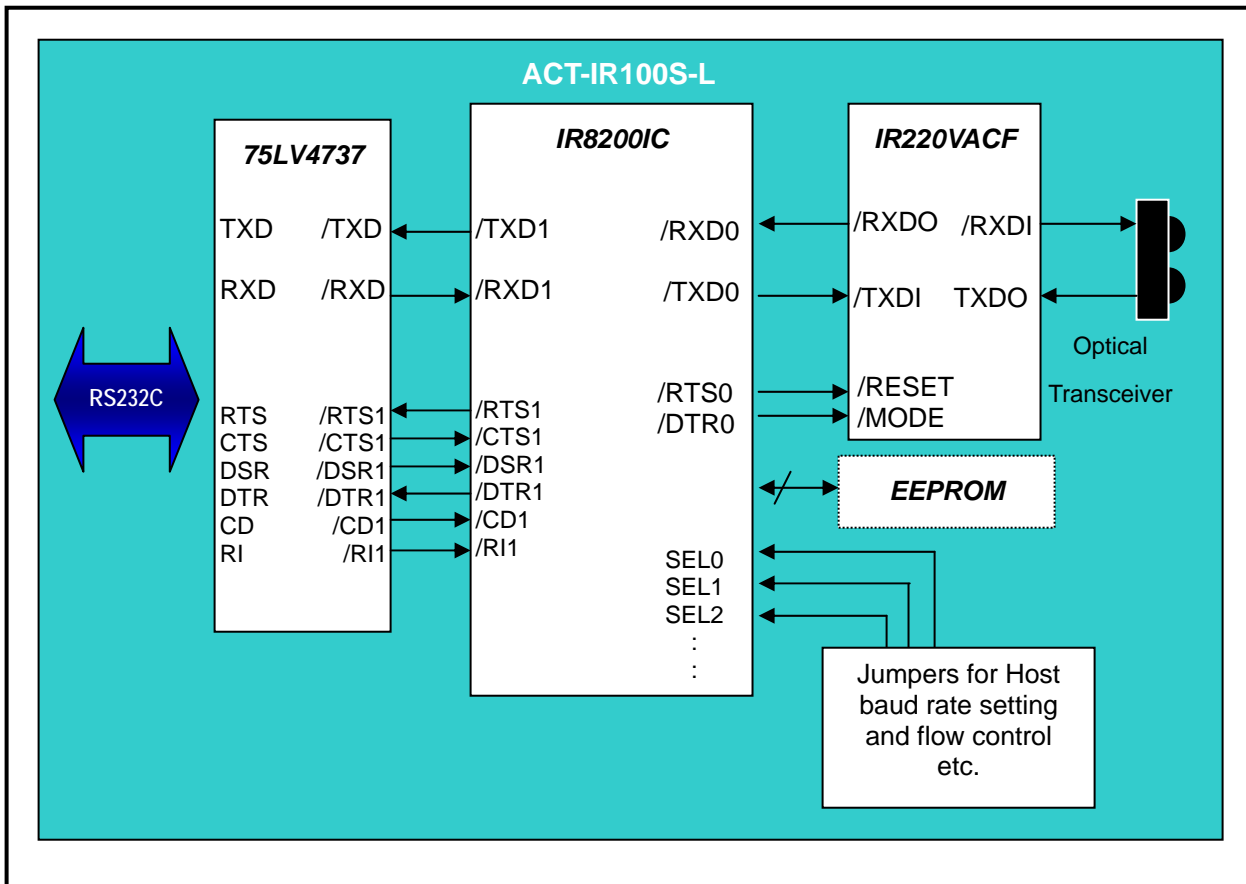 ACT-IR100S-L
75LV4737
TXD /TXD
RXD /RXD
RTS /RTS1
CTS /CTS1
DSR /DSR1
DTR /DTR1
CD /CD1
RI /RI1
RS232C
IR8200IC
/TXD1 /RXD0
/RXD1 /TXD0
/RTS1 /RTS0
/CTS1 /DTR0
/DSR1
/DTR1
/CD1
/RI1
SEL0
SEL1
SEL2
:
:
IR220VACF
/RXDO /RXDI
/TXDI TXDO
/RESET
/MODE
Optical
Transceiver
EEPROM
Jumpers for Host
baud rate setting
and flow control
etc.